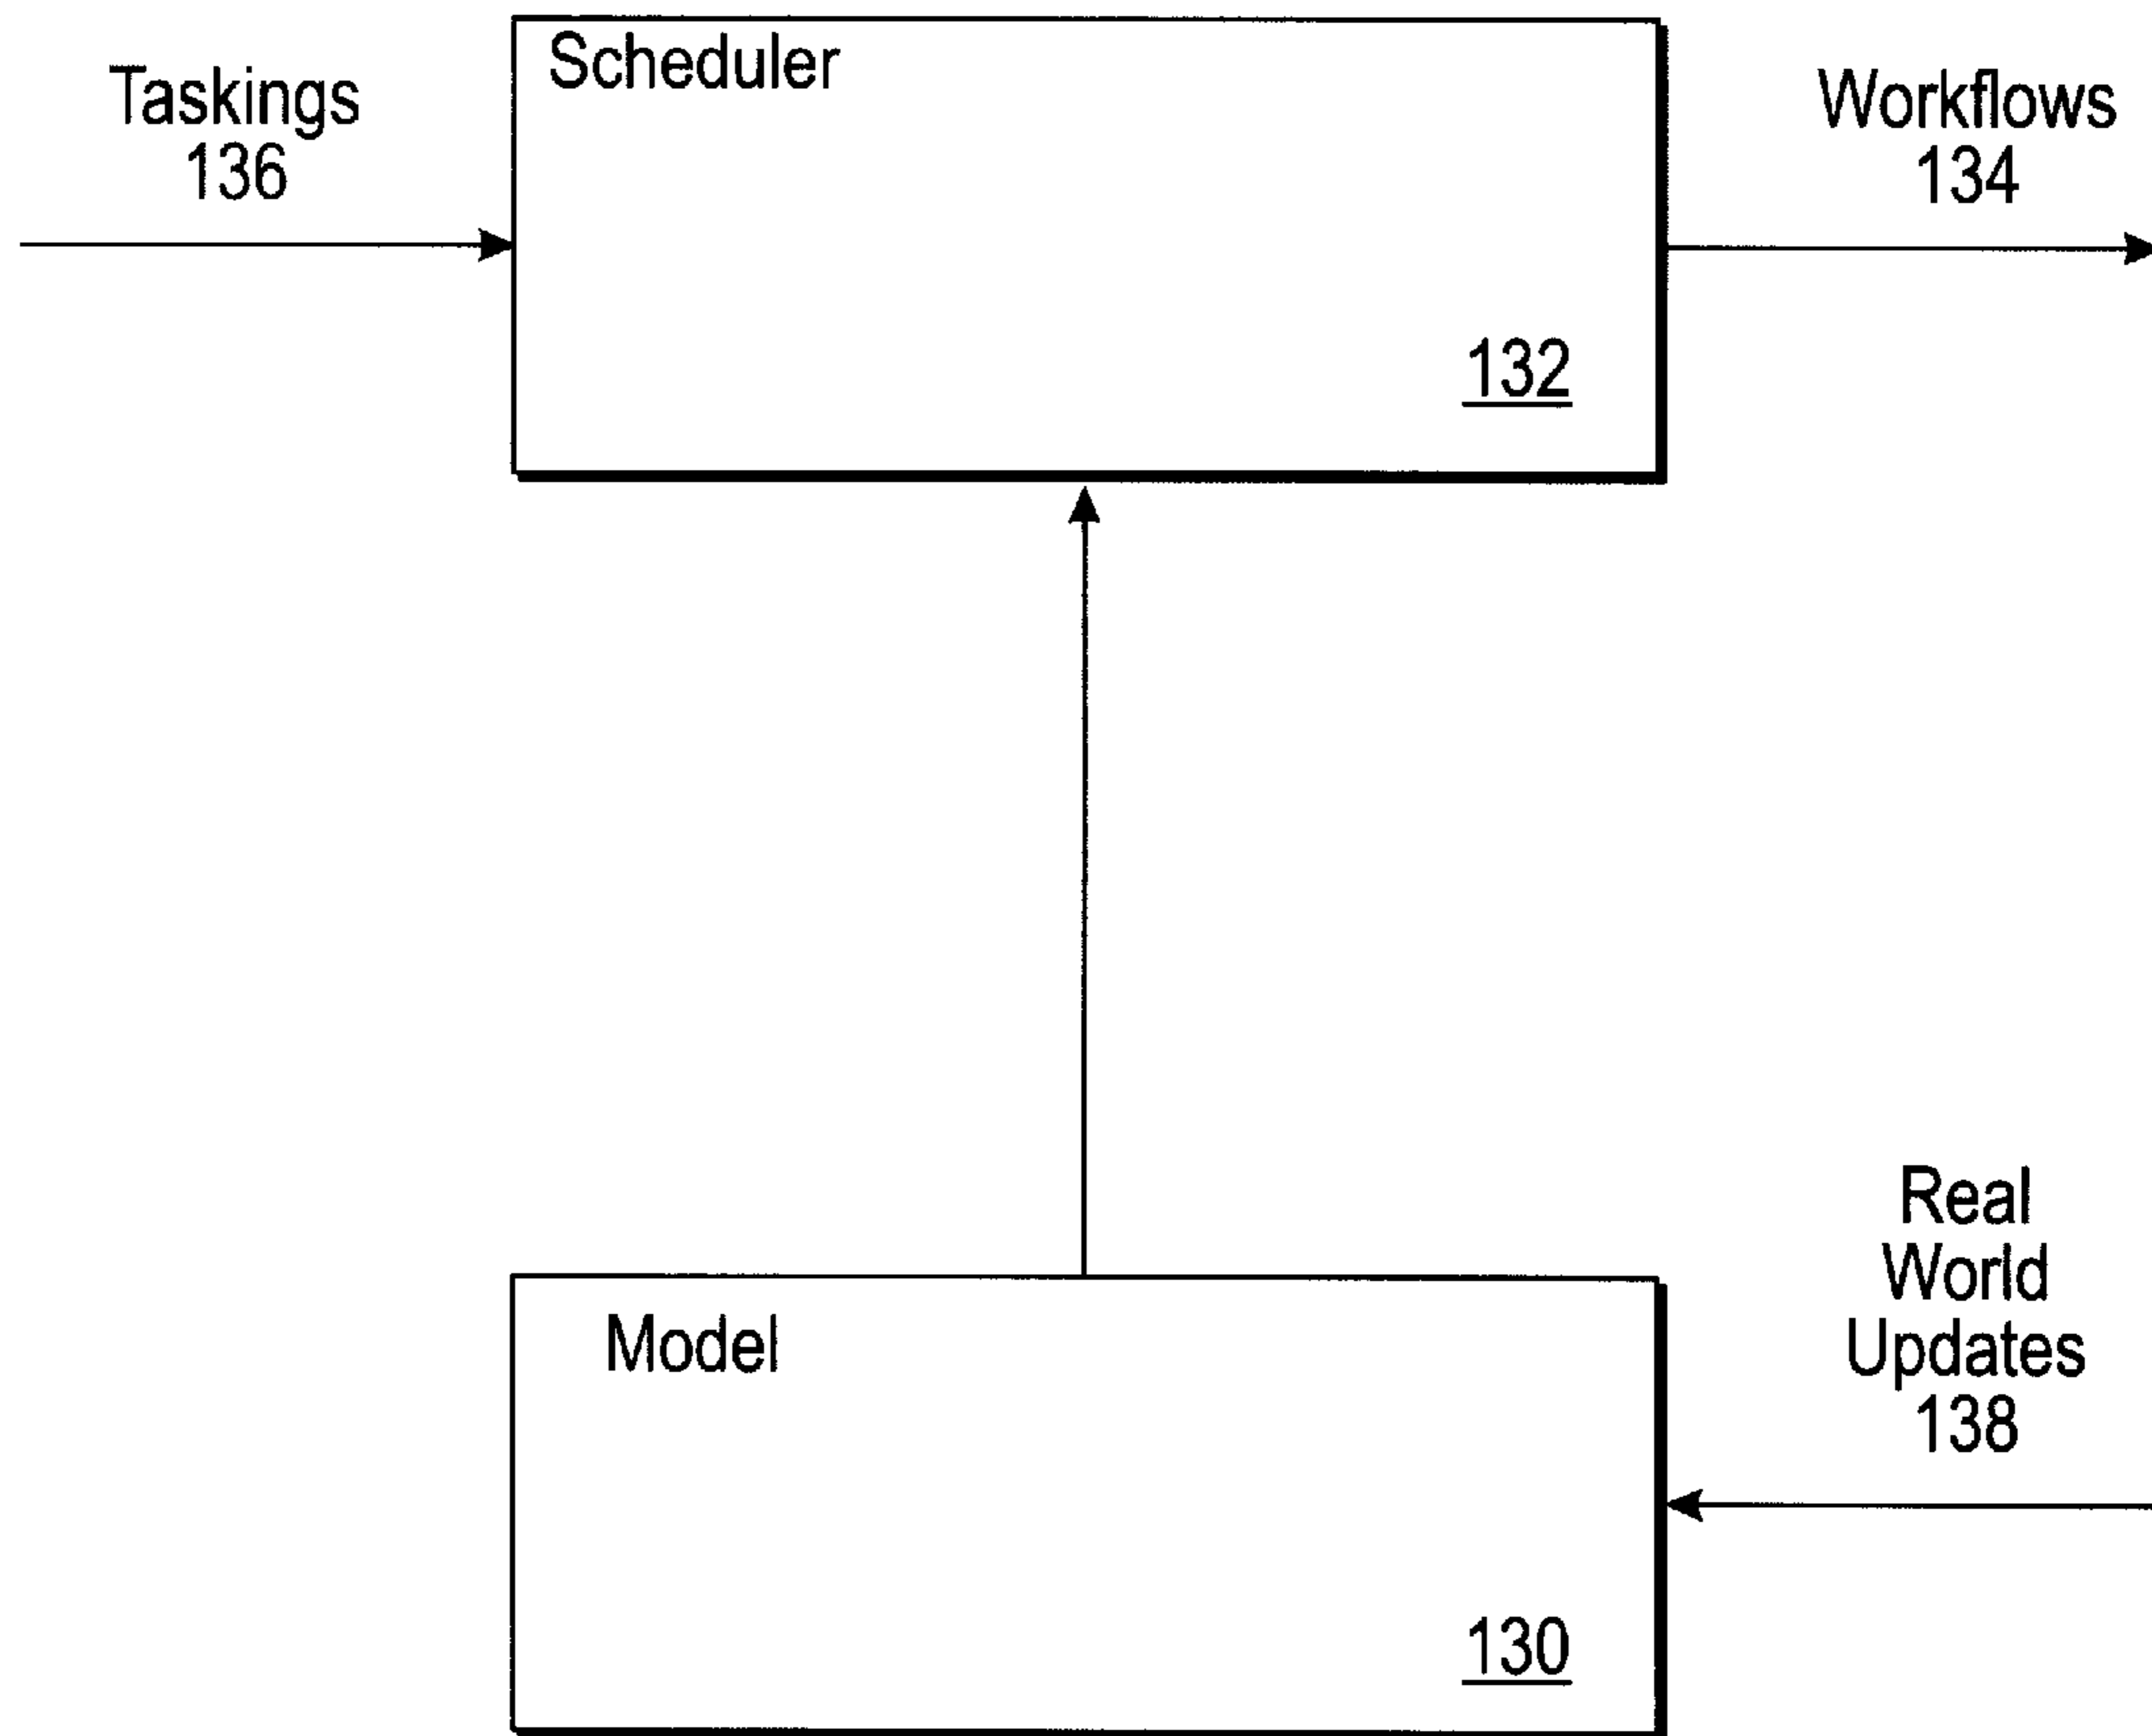 Taskings
136
Scheduler
132
Workflows
134
Real
World
Updates
138
Model
130